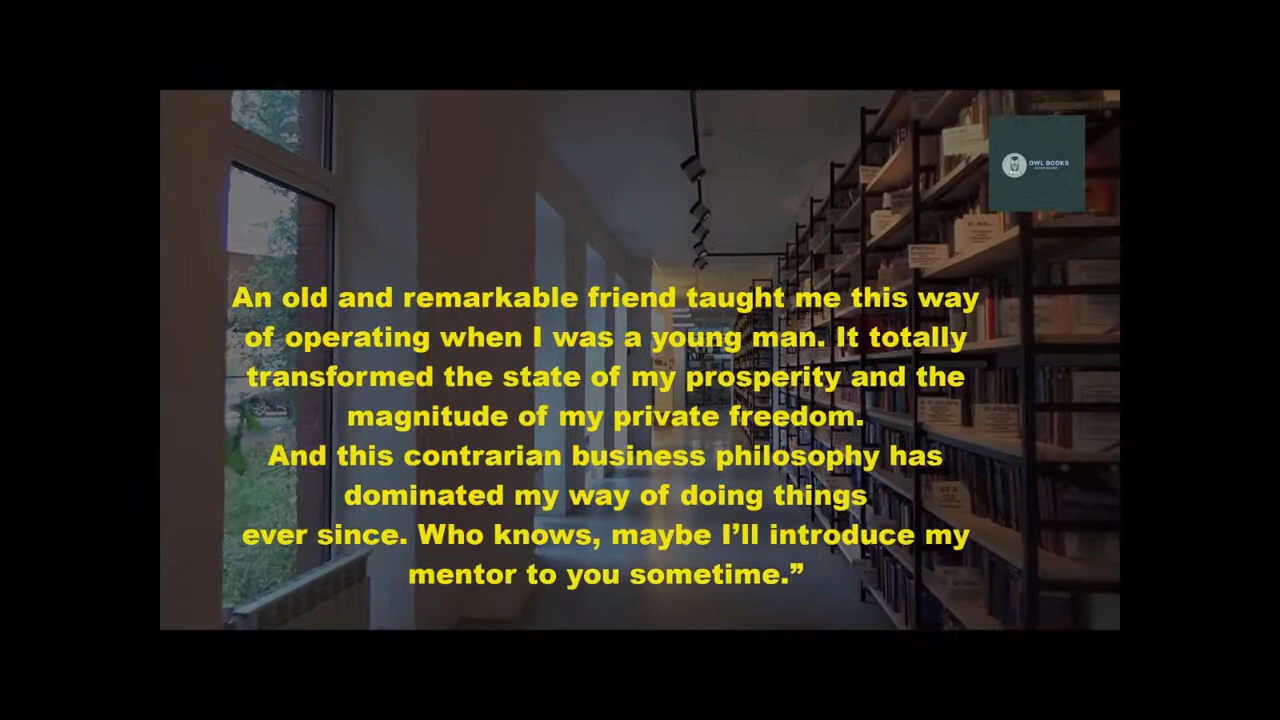 OWL BOOKS
An old and remarkable friend taught me this way
of operating when I was a young man. It totally
transformed the state of my prosperity and the
magnitude of my private freedom.
And this contrarian business philosophy has
dominated my way of doing things
ever since. Who knows, maybe I’ll introduce my
mentor to you sometime.”